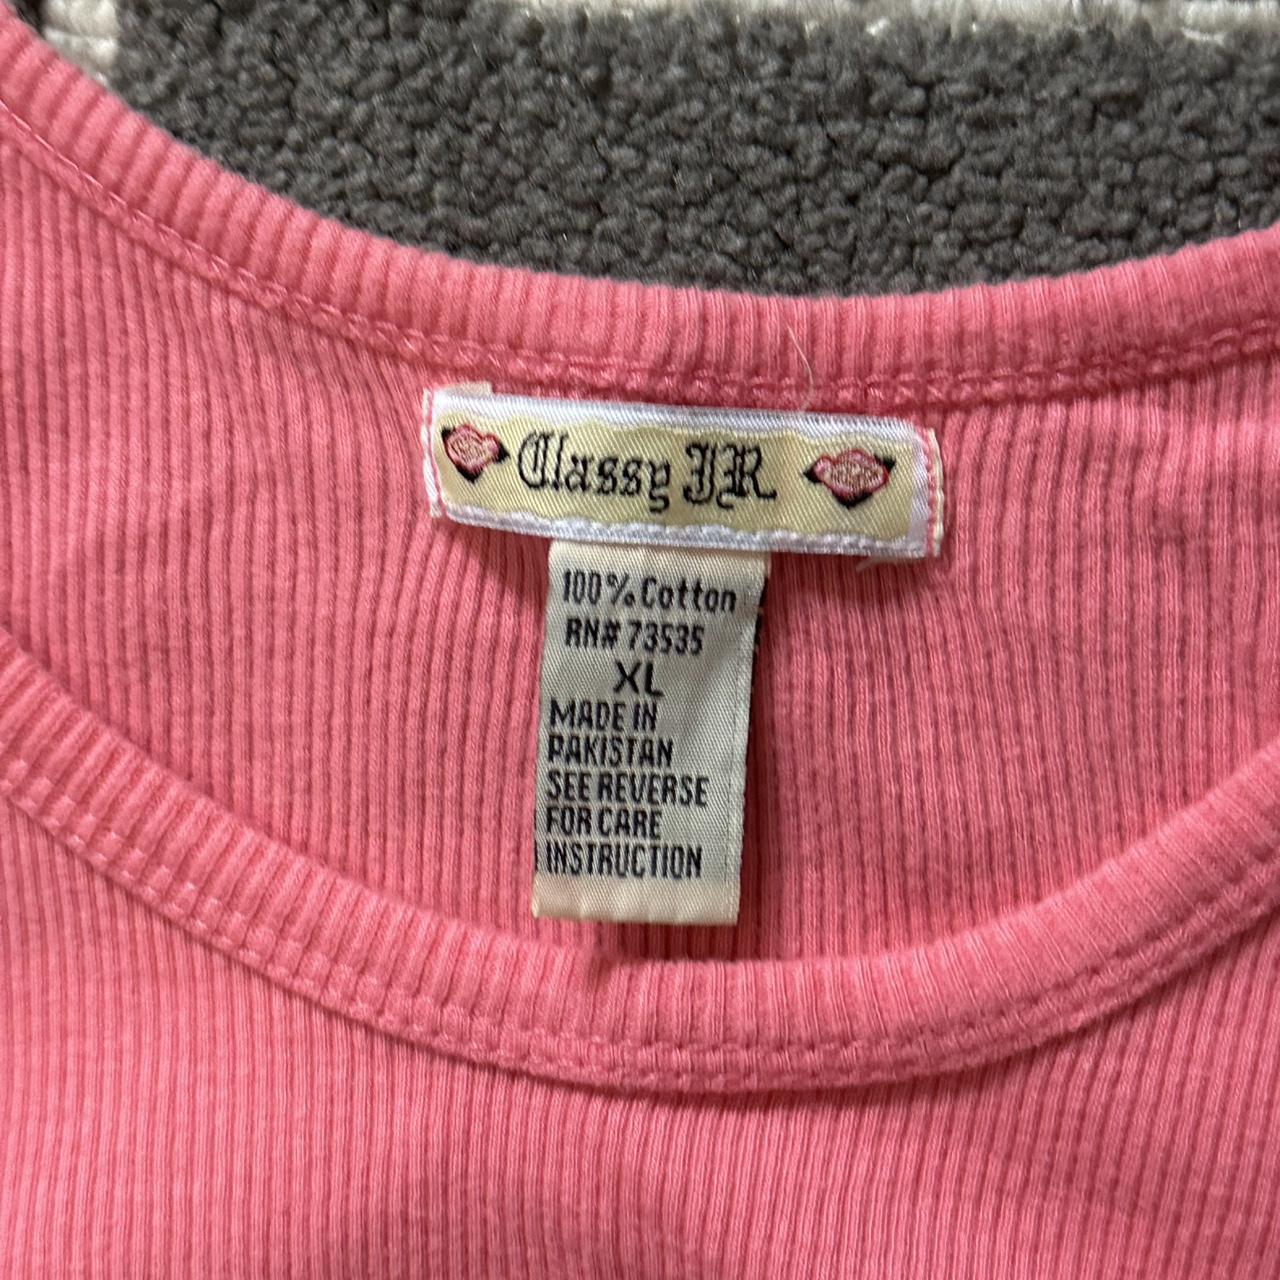 Classy JR
100% Cotton
RN# 73535
XL
MADE IN
PAKISTAN
SEE REVERSE
FOR CARE
INSTRUCTION